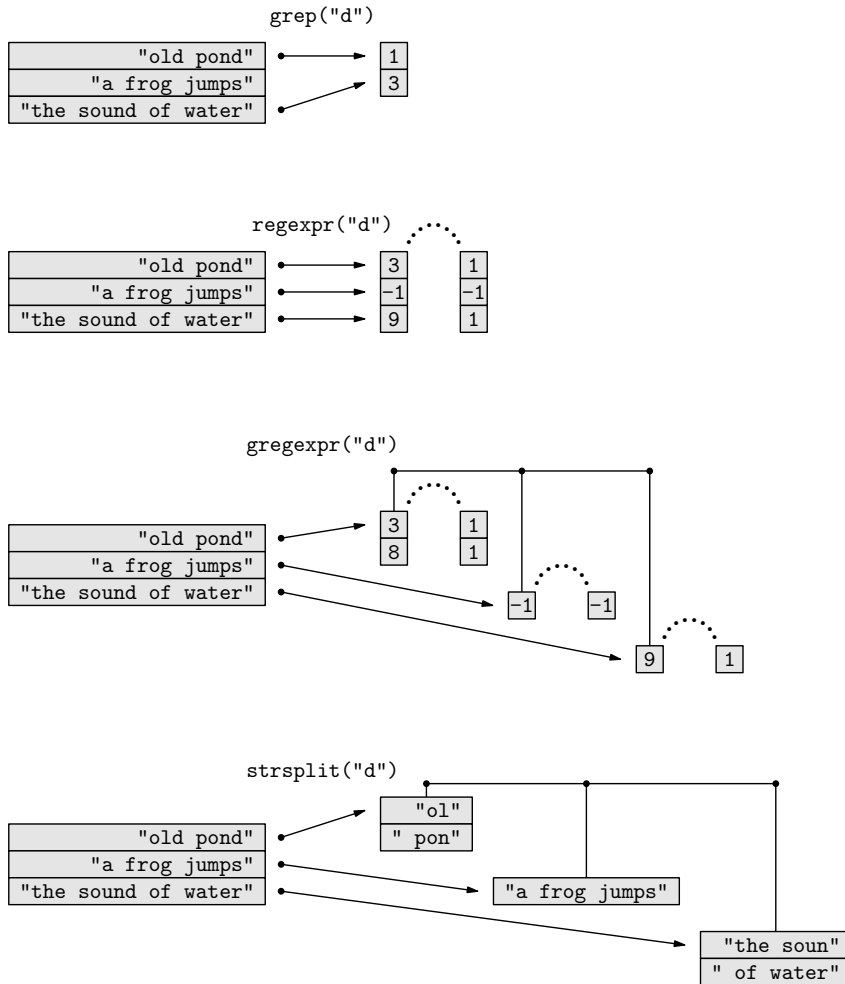 grep("d")
"old pond" 1
"a frog jumps" 3
"the sound of water"
regexpr("d")
"old pond" 3 1
"a frog jumps" −1 −1
"the sound of water" 9 1
gregexpr("d")
3 1
"old pond"
8 1
"a frog jumps"
"the sound of water"
−1 −1
9 1
strsplit("d")
"ol"
"old pond" " pon"
"a frog jumps"
"the sound of water" "a frog jumps"
"the soun"
" of water"